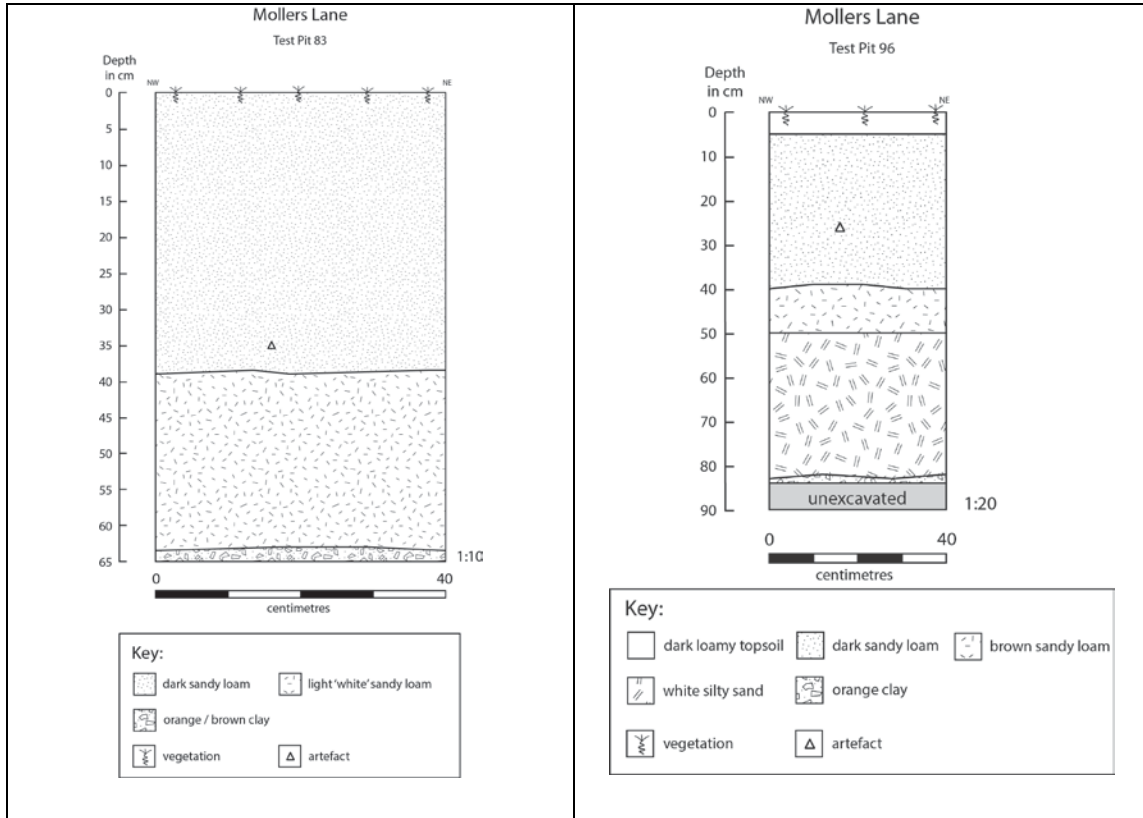 Mollers Lane
Test Pit 83
Depth
in cm
NW NE
0
5
10
15
20
25
30
35
40
45
50
55
60
65
1:10
0 40
centimetres
Key:
dark sandy loam light 'white' sandy loam
orange / brown clay
vegetation artefact
Mollers Lane
Test Pit 96
Depth
in cm
NW NE
0
10
20
30
40
50
60
70
80
90
unexcavated 1:20
0 40
centimetres
Key:
dark loamy topsoil dark sandy loam brown sandy loam
white silty sand orange clay
vegetation artefact